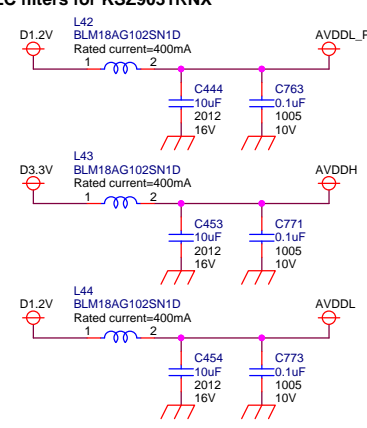 LC filters for KSZ9031RNX
L42
D1.2V BLM18AG102SN1D AVDDL_P
Rated current=400mA
1 2
C444 C763
10uF 0.1uF
2012 1005
16V 10V
L43
D3.3V BLM18AG102SN1D AVDDH
Rated current=400mA
1 2
C453 C771
10uF 0.1uF
2012 1005
16V 10V
L44
D1.2V BLM18AG102SN1D AVDDL
Rated current=400mA
1 2
C454 C773
10uF 0.1uF
2012 1005
16V 10V